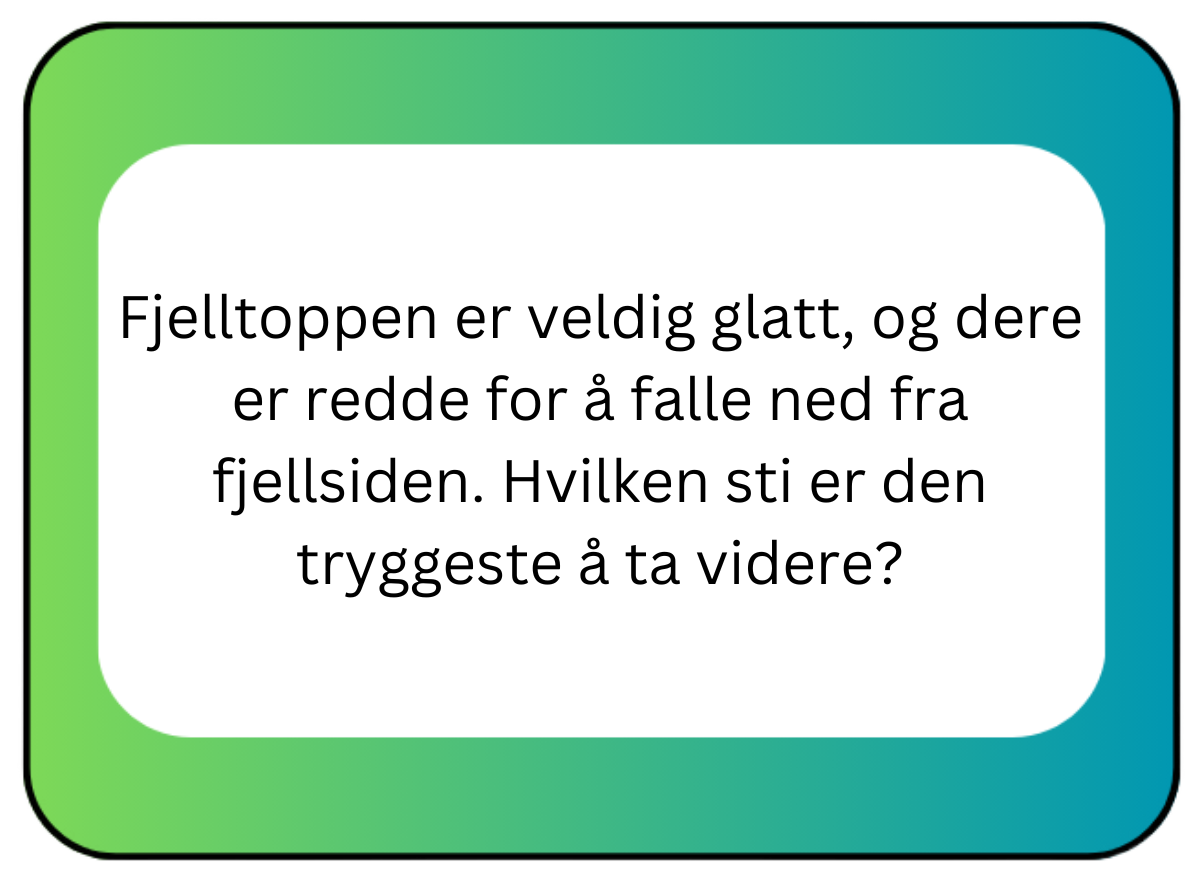 Fjelltoppen er veldig glatt, og dere
er redde for å falle ned fra
fjellsiden. Hvilken sti er den
tryggeste å ta videre?